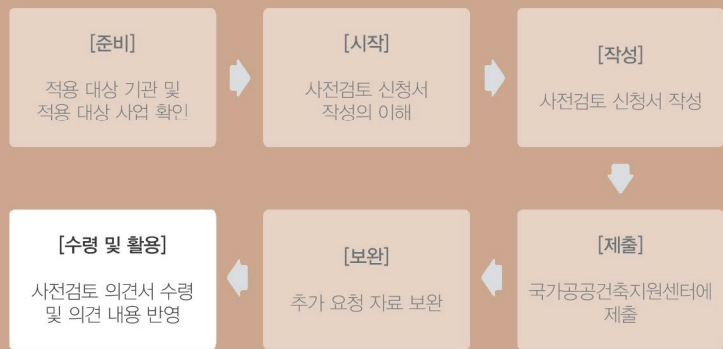 [준비]
적용 대상 기관 및
적용 대상 사업 확인
[시작]
사전검토 신청서
작성의 이해
[작성]
사전검토 신청서 작성
[제출]
국가공공건축지원센터에
제출
[보완]
추가 요청 자료 보완
[수령 및 활용]
사전검토 의견서 수령
및 의견 내용 반영